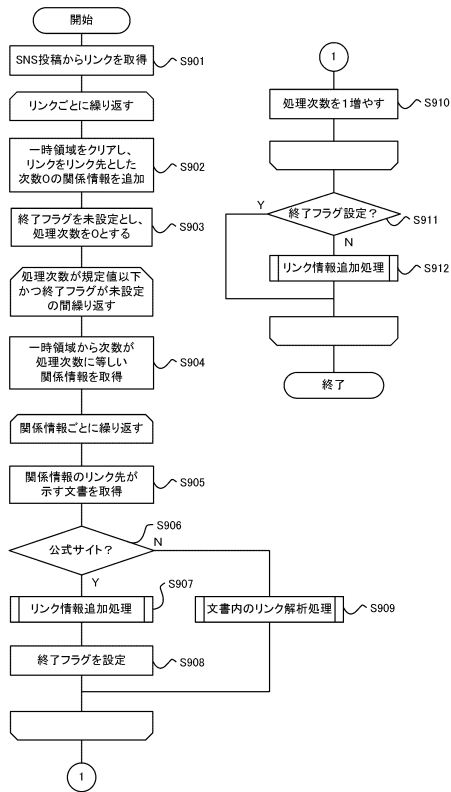 開始
SNS投稿からリンクを取得
S901
リンクごとに繰り返す
一時領域をクリアし、
リンクをリンク先とした
次数0の関係情報を追加
S902
終了フラグを未設定とし、
処理次数を0とする
S903
処理次数が規定値以下
かつ終了フラグが未設定
の間繰り返す
一時領域から次数が
処理次数に等しい
関係情報を取得
S904
関係情報ごとに繰り返す
関係情報のリンク先が
示す文書を取得
S905
公式サイト？
S906
N
Y
リンク情報追加処理
S907
文書内のリンク解析処理
S909
終了フラグを設定
S908
1
1
処理次数を1増やす
S910
Y
終了フラグ設定？
S911
N
リンク情報追加処理
S912
終了